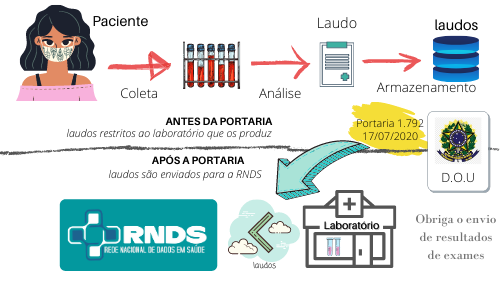 Paciente
Laudo
laudos
Coleta
Análise
Armazenamento
ANTES DA PORTARIA
laudos restritos ao laboratório que os produz
Portaria 1.792
17/07/2020
APÓS A PORTARIA
laudos são enviados para a RNDS
D.O.U
RNDS
REDE NACIONAL DE DADOS EM SAÚDE
laudos
Laboratório
Obriga o envio
de resultados
de exames